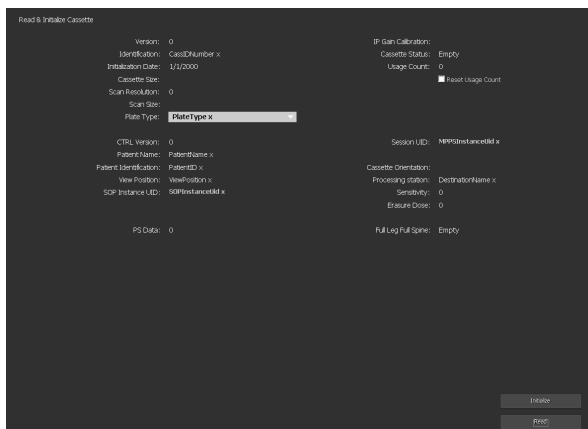 Read & Initialize Cassette
Version: 0 IP Gain Calibration:
Identification: CassIDNumber x Cassette Status: Empty
Initialization Date: 1/1/2000 Usage Count: 0
Cassette Size: Reset Usage Count
Scan Resolution: 0
Scan Size:
Plate Type: PlateType x
CTRL Version: 0 Session UID: MPPSInstanceUid x
Patient Name: PatientName x
Patient Identification: PatientID x Cassette Orientation:
View Position: ViewPosition x Processing station: DestinationName x
SOP Instance UID: SOPInstanceUid x Sensitivity: 0
Erasure Dose: 0
PS Data: 0 Full Leg Full Spine: Empty
Initialize
Read